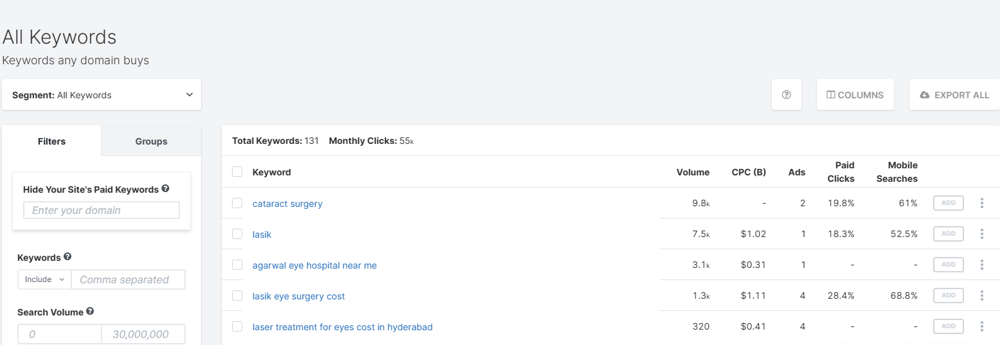 All Keywords
Keywords any domain buys
Segment: All Keywords
COLUMNS
EXPORT ALL
Filters
Groups
Total Keywords: 131 Monthly Clicks: 55k
Hide Your Site's Paid Keywords
Enter your domain
Keywords
Include
Comma separated
Search Volume
0
30,000,000
Keyword Volume CPC (B) Ads Paid Clicks Mobile Searches
cataract surgery 9.8k - 2 19.8% 61% ADD
lasik 7.5k $1.02 1 18.3% 52.5% ADD
agarwal eye hospital near me 3.1k $0.31 1 - - ADD
lasik eye surgery cost 1.3k $1.11 4 28.4% 68.8% ADD
laser treatment for eyes cost in hyderabad 320 $0.41 4 - - ADD